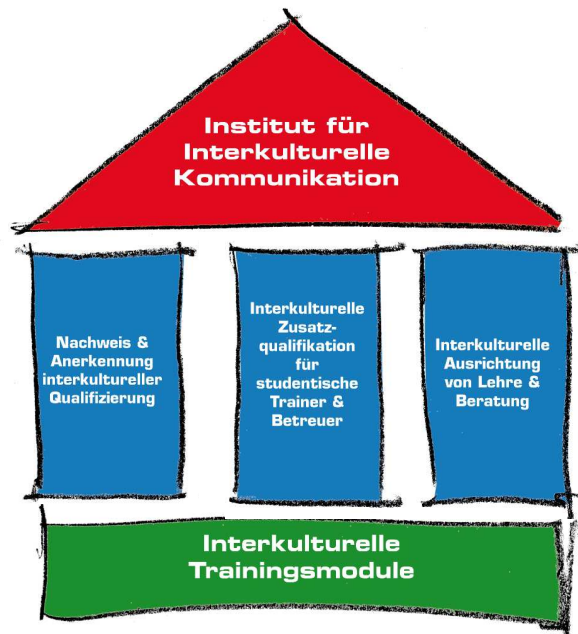 Institut für
Interkulturelle
Kommunikation
Nachweis &
Anerkennung
interkultureller
Qualifizierung
Interkulturelle
Zusatz-
qualifikation
für
studentische
Trainer &
Betreuer
Interkulturelle
Ausrichtung
von Lehre &
Beratung
Interkulturelle
Trainingsmodule